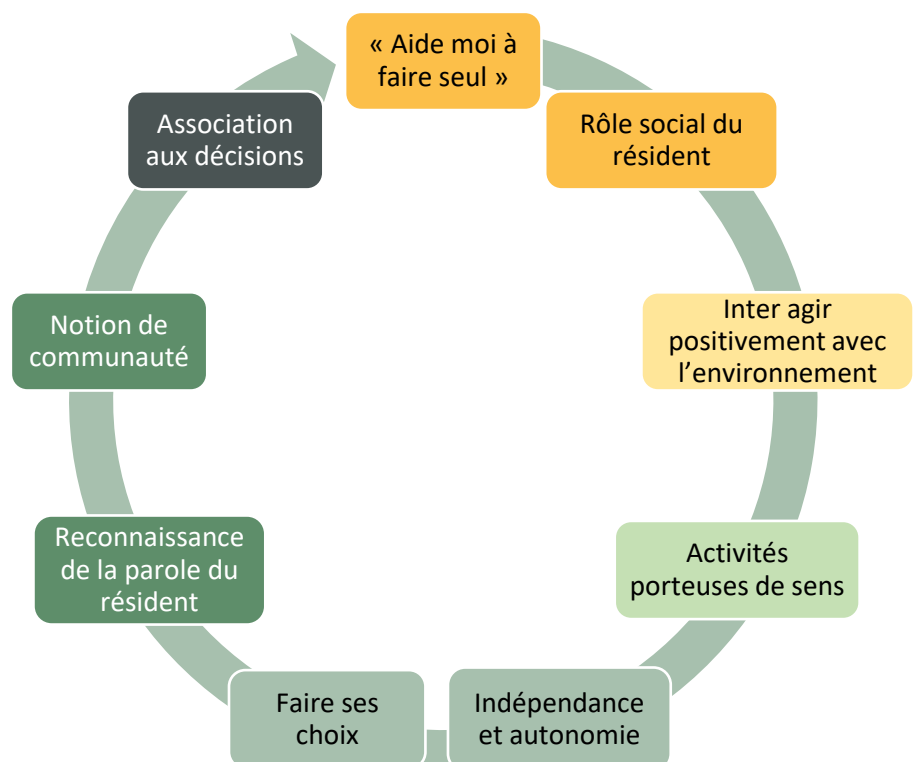 « Aide moi à
faire seul »
Rôle social du
résident
Inter agir
positivement avec
l’environnement
Activités
porteuses de sens
Indépendance
et autonomie
Faire ses
choix
Reconnaissance
de la parole du
résident
Notion de
communauté
Association
aux décisions